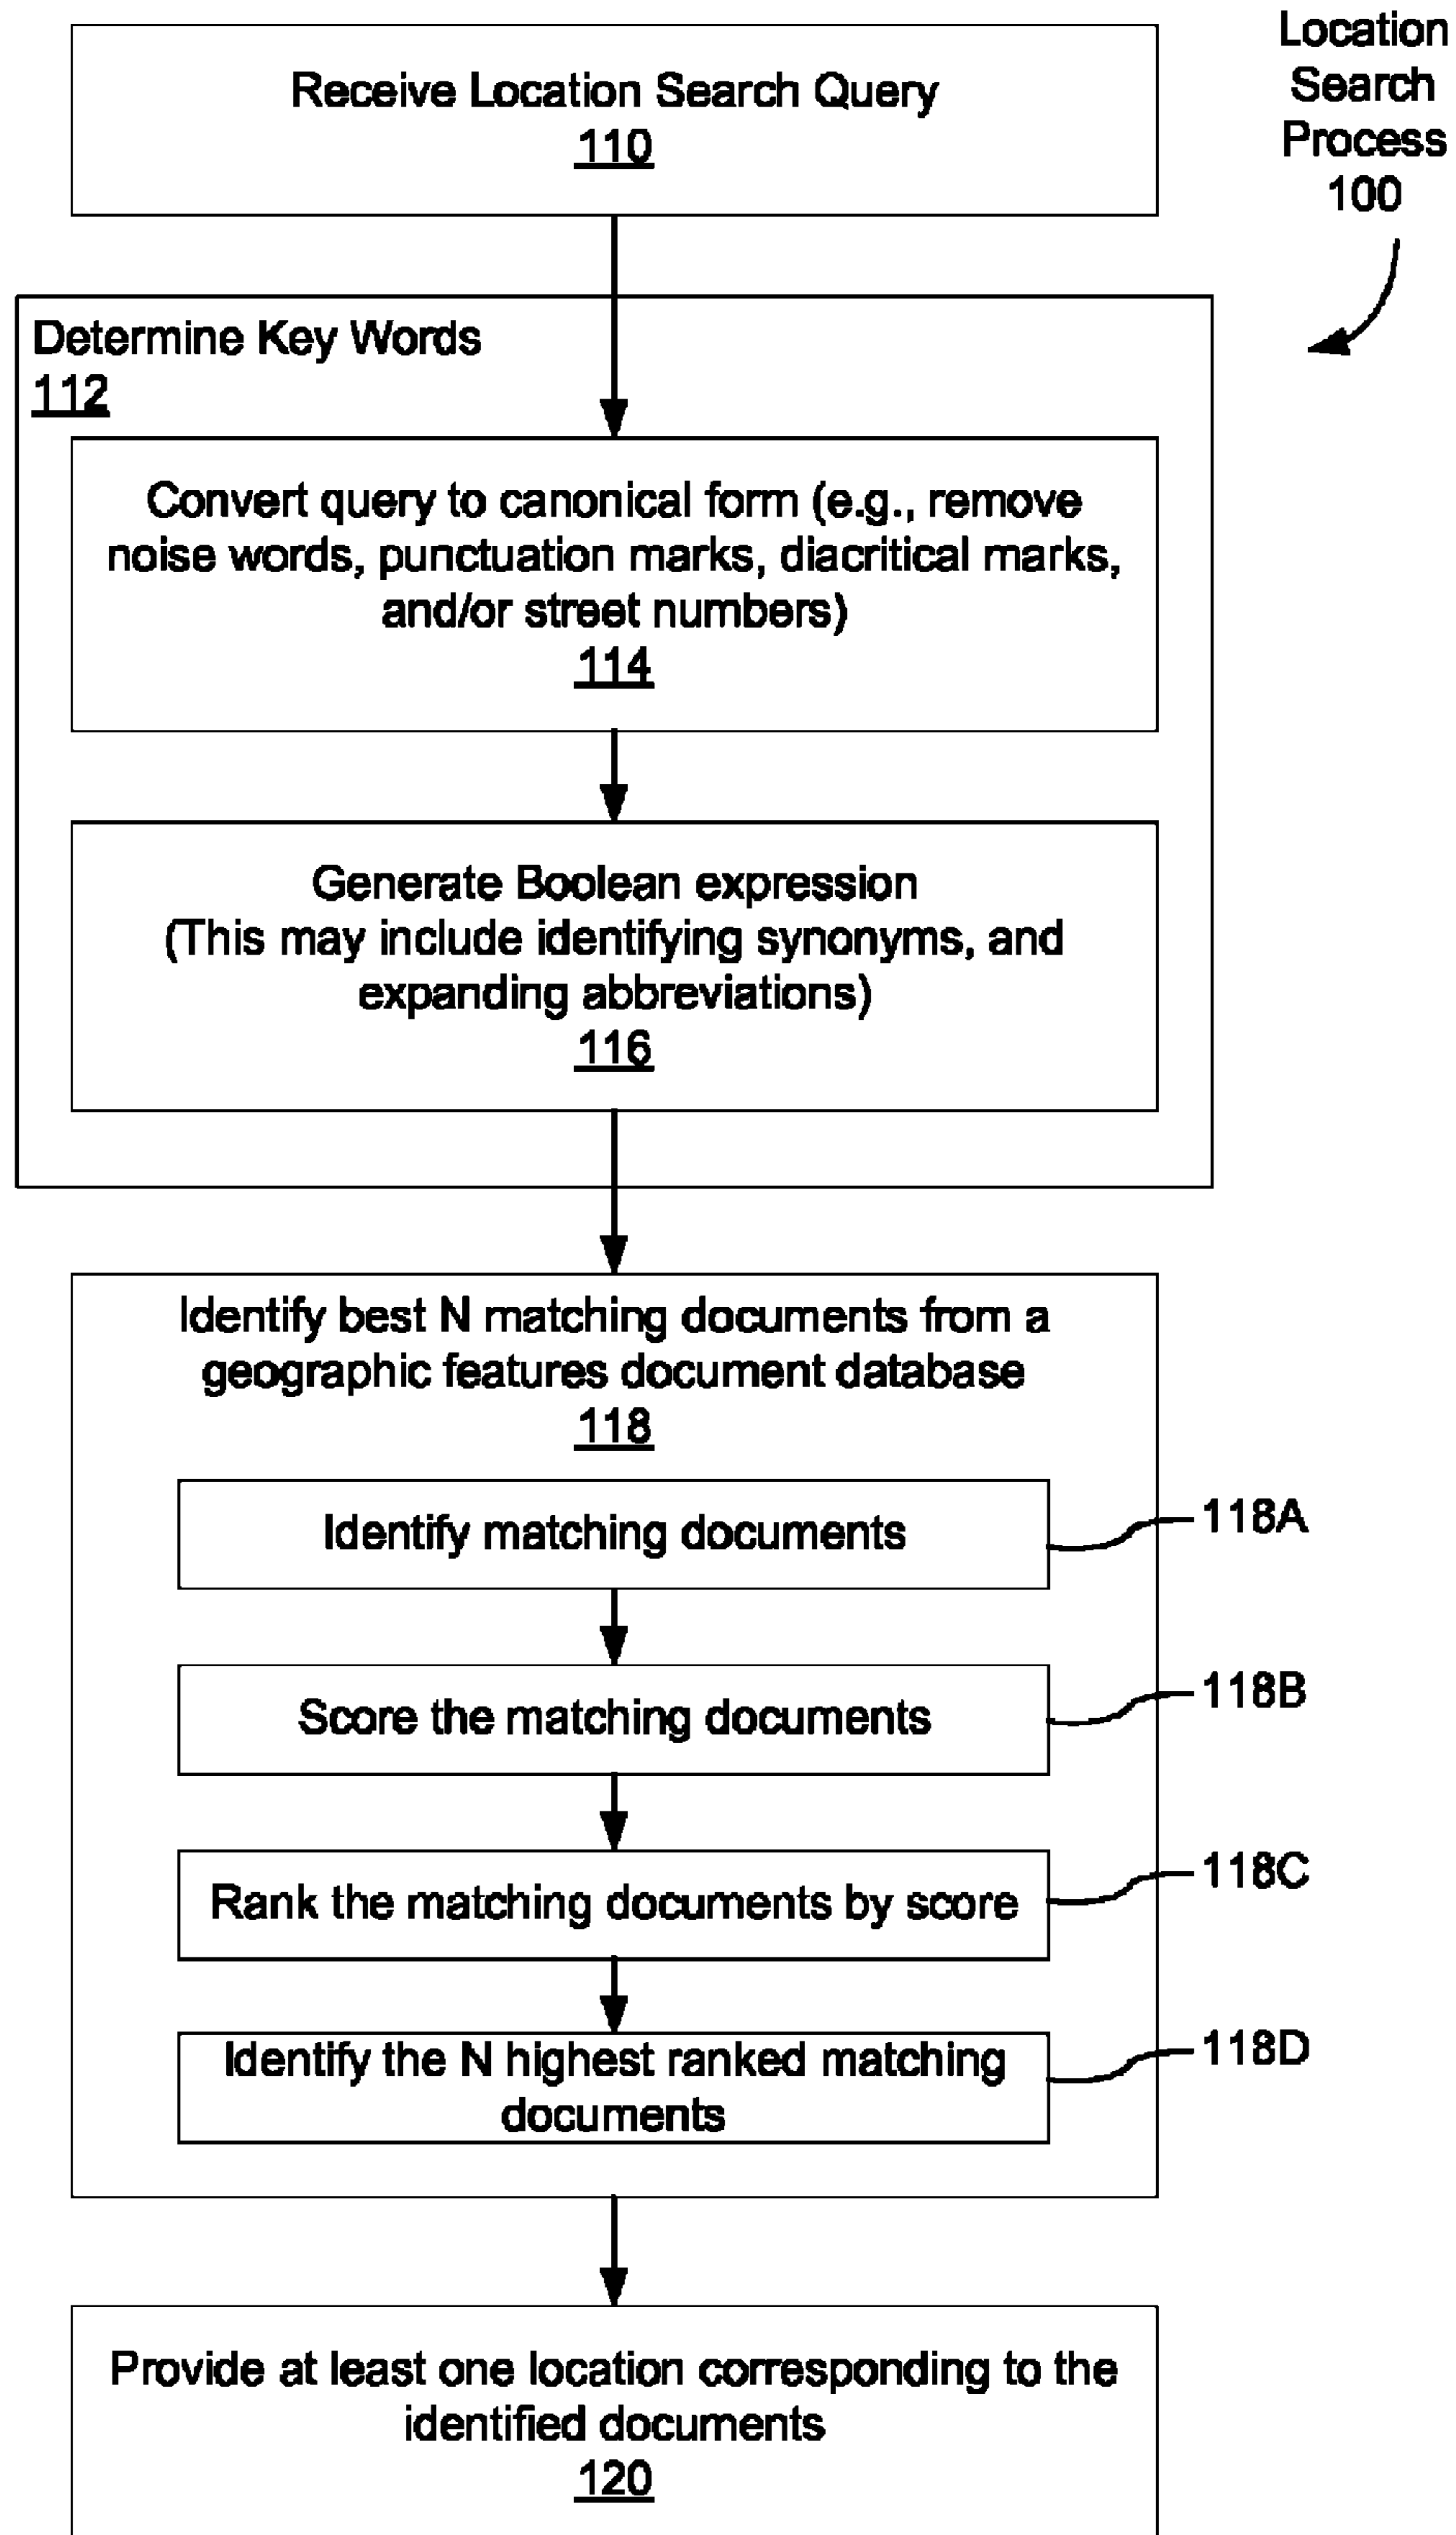 Location
Search
Process
100
Receive Location Search Query
110
Determine Key Words
112
Convert query to canonical form (e.g., remove
noise words, punctuation marks, diacritical marks,
and/or street numbers)
114
Generate Boolean expression
(This may include identifying synonyms, and
expanding abbreviations)
116
Identify best N matching documents from a
geographic features document database
118
Identify matching documents
118A
Score the matching documents
118B
Rank the matching documents by score
118C
Identify the N highest ranked matching
documents
118D
Provide at least one location corresponding to the
identified documents
120